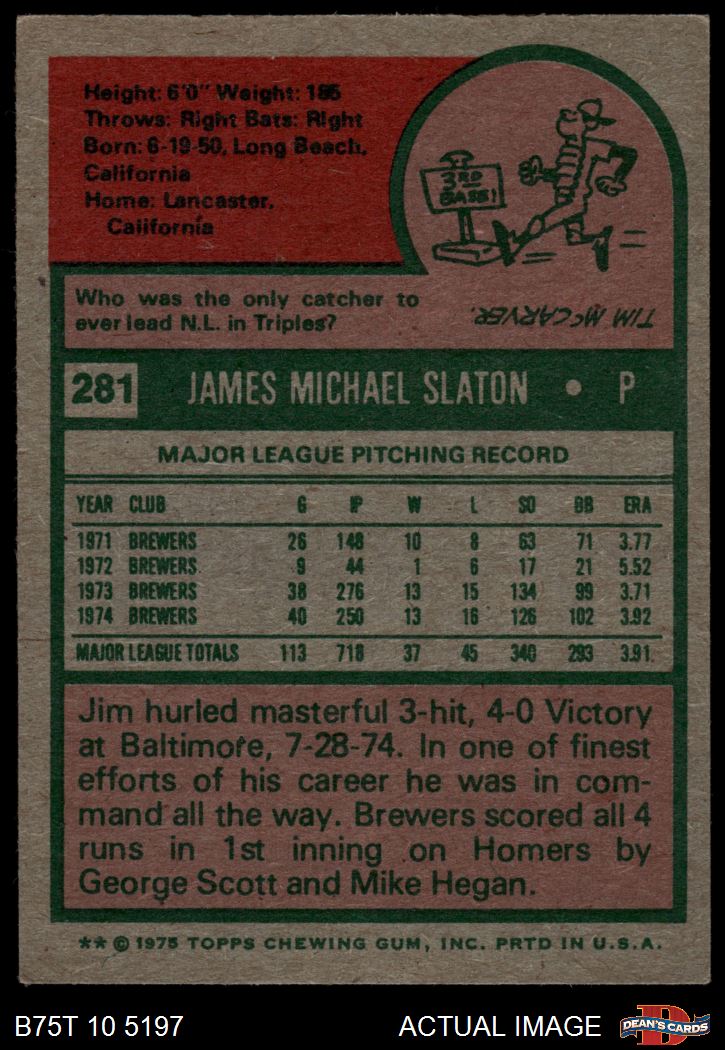 Height: 6'0" Weight: 185
Throws: Right Bats: Right
Born: 6-19-50, Long Beach,
California
Home: Lancaster,
California
3RD
BASE!
Who was the only catcher to
ever lead N.L. in Triples?
TIM McCARVER.
281 JAMES MICHAEL SLATON • P
MAJOR LEAGUE PITCHING RECORD
YEAR CLUB G IP W L SO BB ERA
1971 BREWERS 26 148 10 8 63 71 3.77
1972 BREWERS 9 44 1 6 17 21 5.52
1973 BREWERS 38 276 13 15 134 99 3.71
1974 BREWERS 40 250 13 16 126 102 3.92
MAJOR LEAGUE TOTALS 113 718 37 45 340 293 3.91
Jim hurled masterful 3-hit, 4-0 Victory
at Baltimore, 7-28-74. In one of finest
efforts of his career he was in com-
mand all the way. Brewers scored all 4
runs in 1st inning on Homers by
George Scott and Mike Hegan.
** © 1975 TOPPS CHEWING GUM, INC. PRTD IN U.S.A.
B75T 10 5197 ACTUAL IMAGE
D
DEAN'S CARDS